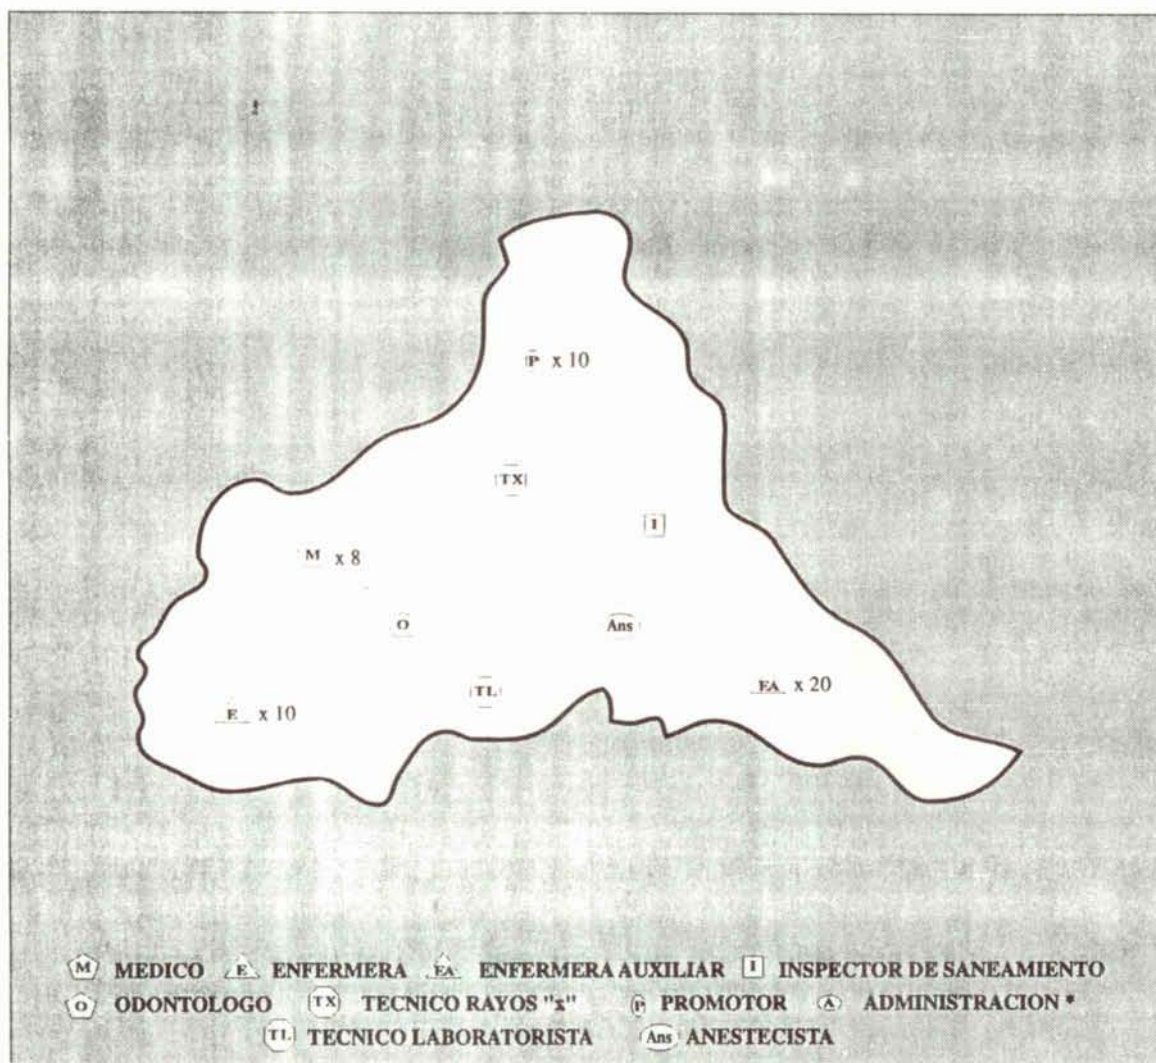 P x 10
TX
I
M x 8
O
Ans
TL
EA x 20
E x 10
M MEDICO E ENFERMERA EA ENFERMERA AUXILIAR I INSPECTOR DE SANEAMIENTO
O ODONTOLOGO TX TECNICO RAYOS "x" P PROMOTOR A ADMINISTRACION *
TL TECNICO LABORATORISTA Ans ANESTECISTA